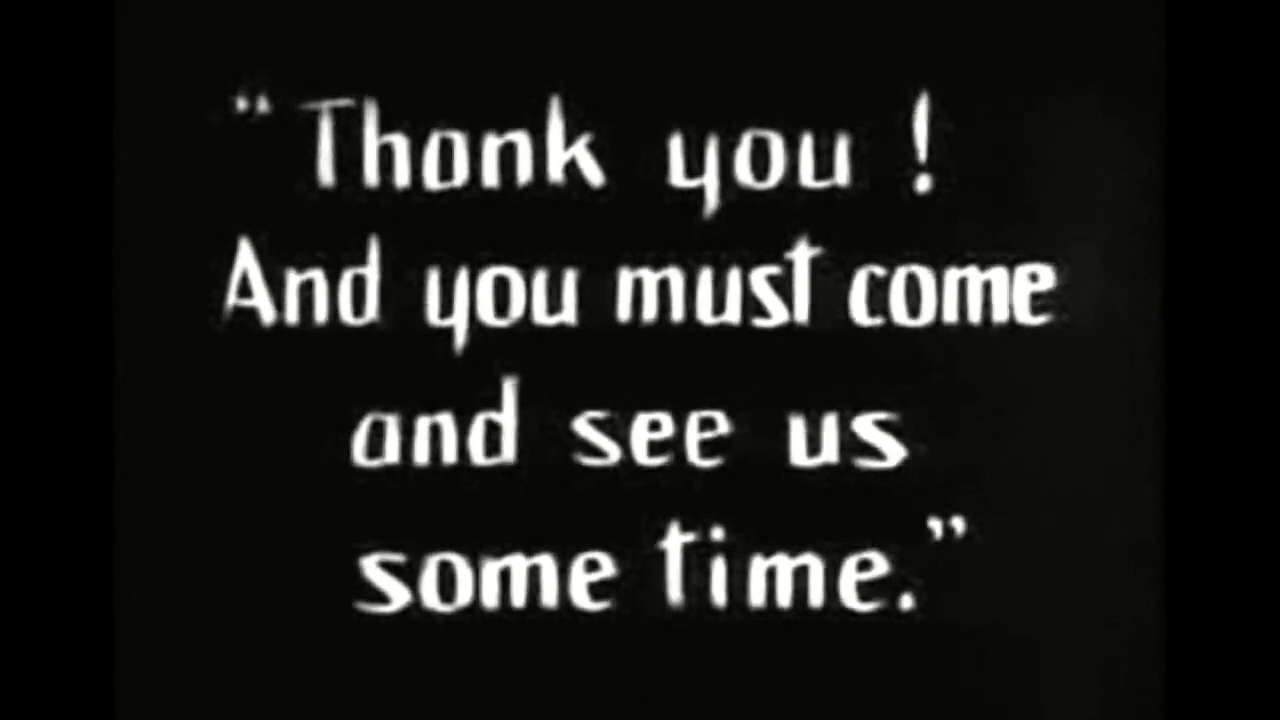 “Thank you !
And you must come
and see us
some time.”